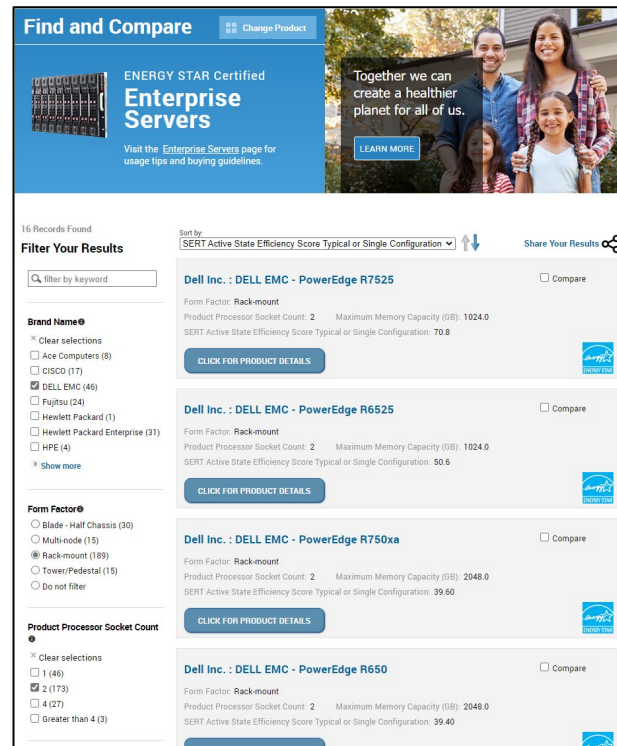 Find and Compare
Change Product
ENERGY STAR Certified
Enterprise
Servers
Visit the Enterprise Servers page for
usage tips and buying guidelines.
Together we can
create a healthier
planet for all of us.
LEARN MORE
16 Records Found
Filter Your Results
filter by keyword
Brand Name
× Clear selections
Ace Computers (8)
CISCO (17)
DELL EMC (46)
Fujitsu (24)
Hewlett Packard (1)
Hewlett Packard Enterprise (31)
HPE (4)
Show more
Form Factor
Blade - Half Chassis (30)
Multi-node (15)
Rack-mount (189)
Tower/Pedestal (15)
Do not filter
Product Processor Socket Count
× Clear selections
1 (46)
2 (173)
4 (27)
Greater than 4 (3)
Sort by:
SERT Active State Efficiency Score Typical or Single Configuration
Share Your Results
Dell Inc. : DELL EMC - PowerEdge R7525
Compare
Form Factor: Rack-mount
Product Processor Socket Count: 2 Maximum Memory Capacity (GB): 1024.0
SERT Active State Efficiency Score Typical or Single Configuration: 70.8
CLICK FOR PRODUCT DETAILS
ENERGY STAR
Dell Inc. : DELL EMC - PowerEdge R6525
Compare
Form Factor: Rack-mount
Product Processor Socket Count: 2 Maximum Memory Capacity (GB): 1024.0
SERT Active State Efficiency Score Typical or Single Configuration: 50.6
CLICK FOR PRODUCT DETAILS
ENERGY STAR
Dell Inc. : DELL EMC - PowerEdge R750xa
Compare
Form Factor: Rack-mount
Product Processor Socket Count: 2 Maximum Memory Capacity (GB): 2048.0
SERT Active State Efficiency Score Typical or Single Configuration: 39.60
CLICK FOR PRODUCT DETAILS
ENERGY STAR
Dell Inc. : DELL EMC - PowerEdge R650
Compare
Form Factor: Rack-mount
Product Processor Socket Count: 2 Maximum Memory Capacity (GB): 2048.0
SERT Active State Efficiency Score Typical or Single Configuration: 39.40